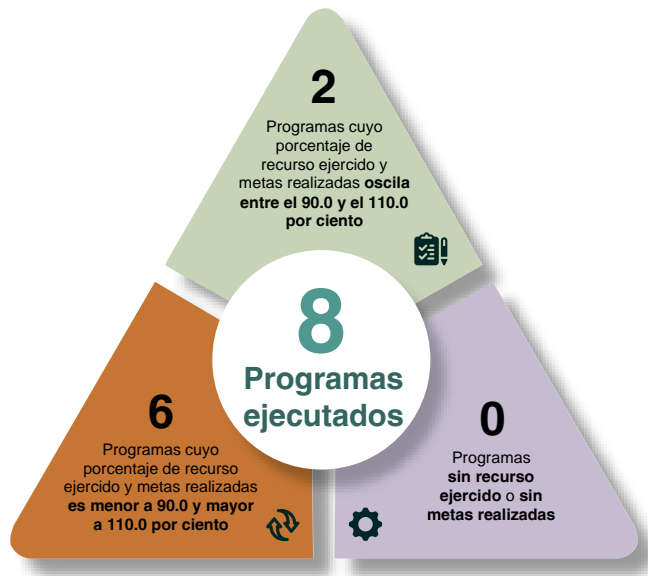 2
Programas cuyo
porcentaje de
recurso ejercido y
metas realizadas oscila
entre el 90.0 y el 110.0
por ciento
8
Programas
ejecutados
6
Programas cuyo
porcentaje de recurso
ejercido y metas realizadas
es menor a 90.0 y mayor
a 110.0 por ciento
0
Programas
sin recurso
ejercido o sin
metas realizadas